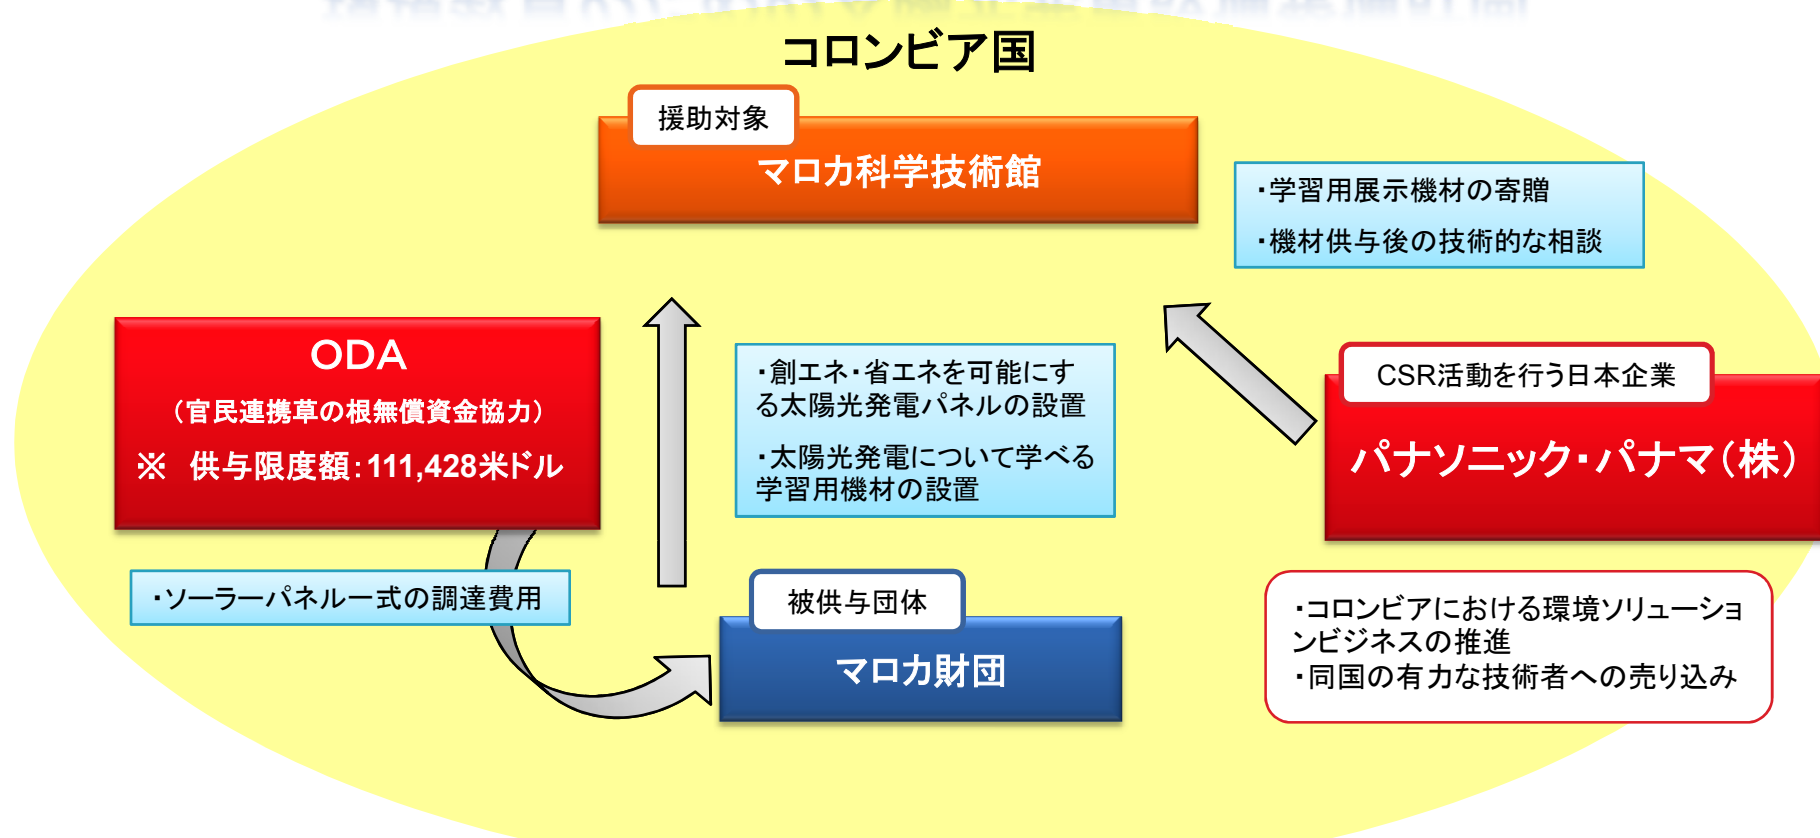 コロンビア国
援助対象
マロカ科学技術館
・学習用展示機材の寄贈
・機材供与後の技術的な相談
ODA
（官民連携草の根無償資金協力）
※　供与限度額：111,428米ドル
・創エネ・省エネを可能にす
る太陽光発電パネルの設置
・太陽光発電について学べる
学習用機材の設置
CSR活動を行う日本企業
パナソニック・パナマ（株）
・ソーラーパネル一式の調達費用
被供与団体
マロカ財団
・コロンビアにおける環境ソリューショ
ンビジネスの推進
・同国の有力な技術者への売り込み